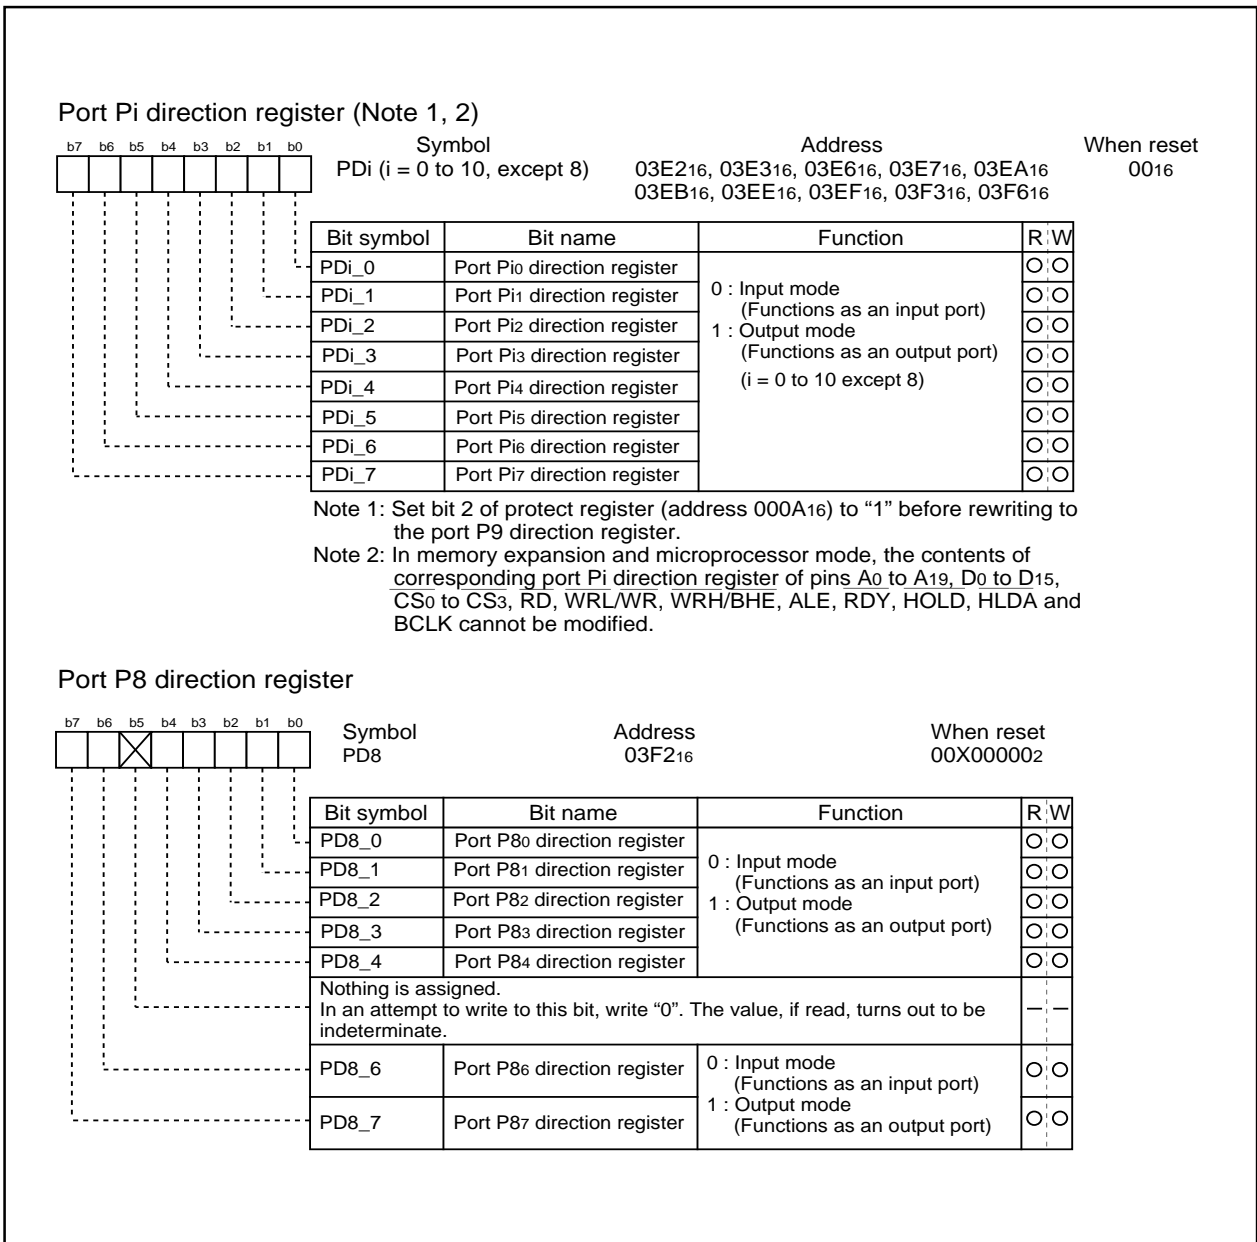 Port Pi direction register (Note 1, 2)
b7 b6 b5 b4 b3 b2 b1 b0
Symbol Address When reset
PDi (i = 0 to 10, except 8) 03E216, 03E316, 03E616, 03E716, 03EA16 0016
03EB16, 03EE16, 03EF16, 03F316, 03F616
Bit symbol Bit name Function R W
PDi_0 Port Pi0 direction register
PDi_1 Port Pi1 direction register
PDi_2 Port Pi2 direction register
PDi_3 Port Pi3 direction register
PDi_4 Port Pi4 direction register
PDi_5 Port Pi5 direction register
PDi_6 Port Pi6 direction register
PDi_7 Port Pi7 direction register
0 : Input mode
(Functions as an input port)
1 : Output mode
(Functions as an output port)
(i = 0 to 10 except 8)
Note 1: Set bit 2 of protect register (address 000A16) to “1” before rewriting to
the port P9 direction register.
Note 2: In memory expansion and microprocessor mode, the contents of
corresponding port Pi direction register of pins A0 to A19, D0 to D15,
CS0 to CS3, RD, WRL/WR, WRH/BHE, ALE, RDY, HOLD, HLDA and
BCLK cannot be modified.
Port P8 direction register
b7 b6 b5 b4 b3 b2 b1 b0
Symbol Address When reset
PD8 03F216 00X000002
Bit symbol Bit name Function R W
PD8_0 Port P80 direction register
PD8_1 Port P81 direction register
PD8_2 Port P82 direction register
PD8_3 Port P83 direction register
PD8_4 Port P84 direction register
0 : Input mode
(Functions as an input port)
1 : Output mode
(Functions as an output port)
Nothing is assigned.
In an attempt to write to this bit, write “0”. The value, if read, turns out to be
indeterminate.
PD8_6 Port P86 direction register
PD8_7 Port P87 direction register
0 : Input mode
(Functions as an input port)
1 : Output mode
(Functions as an output port)